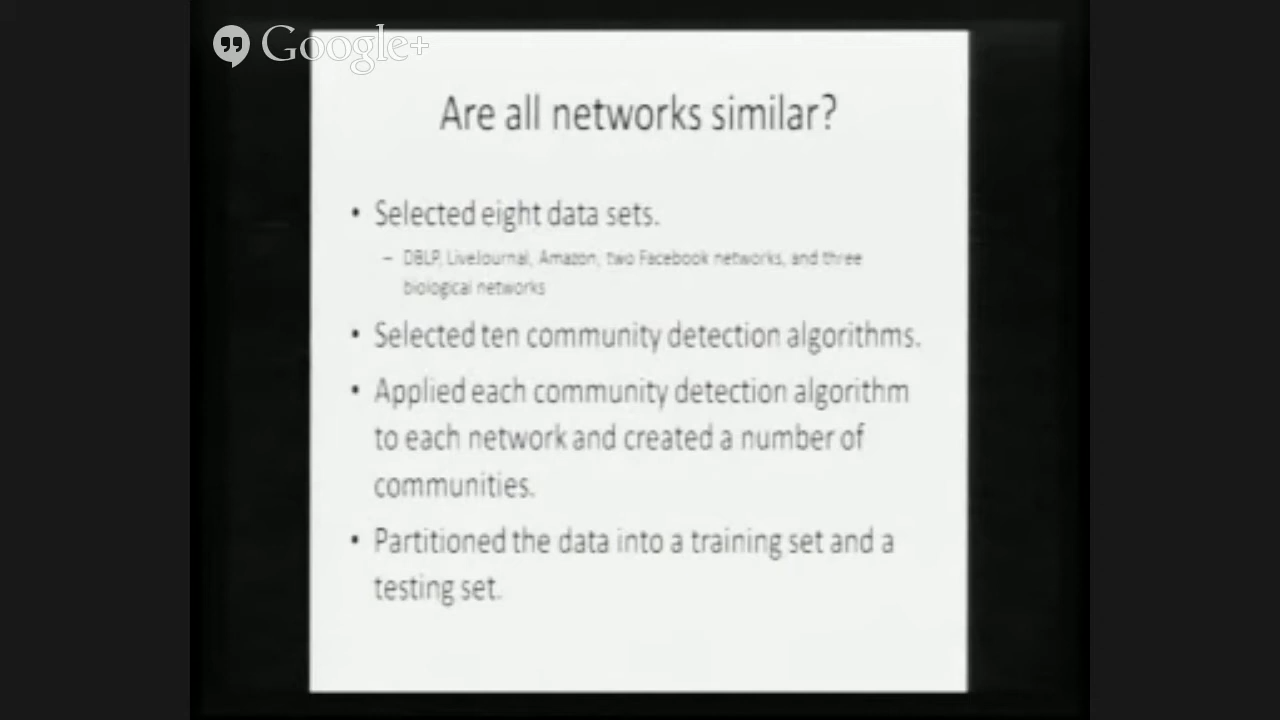 Google+
Are all networks similar?
• Selected eight data sets.
– DBLP, LiveJournal, Amazon, two Facebook networks, and three
biological networks
• Selected ten community detection algorithms.
• Applied each community detection algorithm
to each network and created a number of
communities.
• Partitioned the data into a training set and a
testing set.